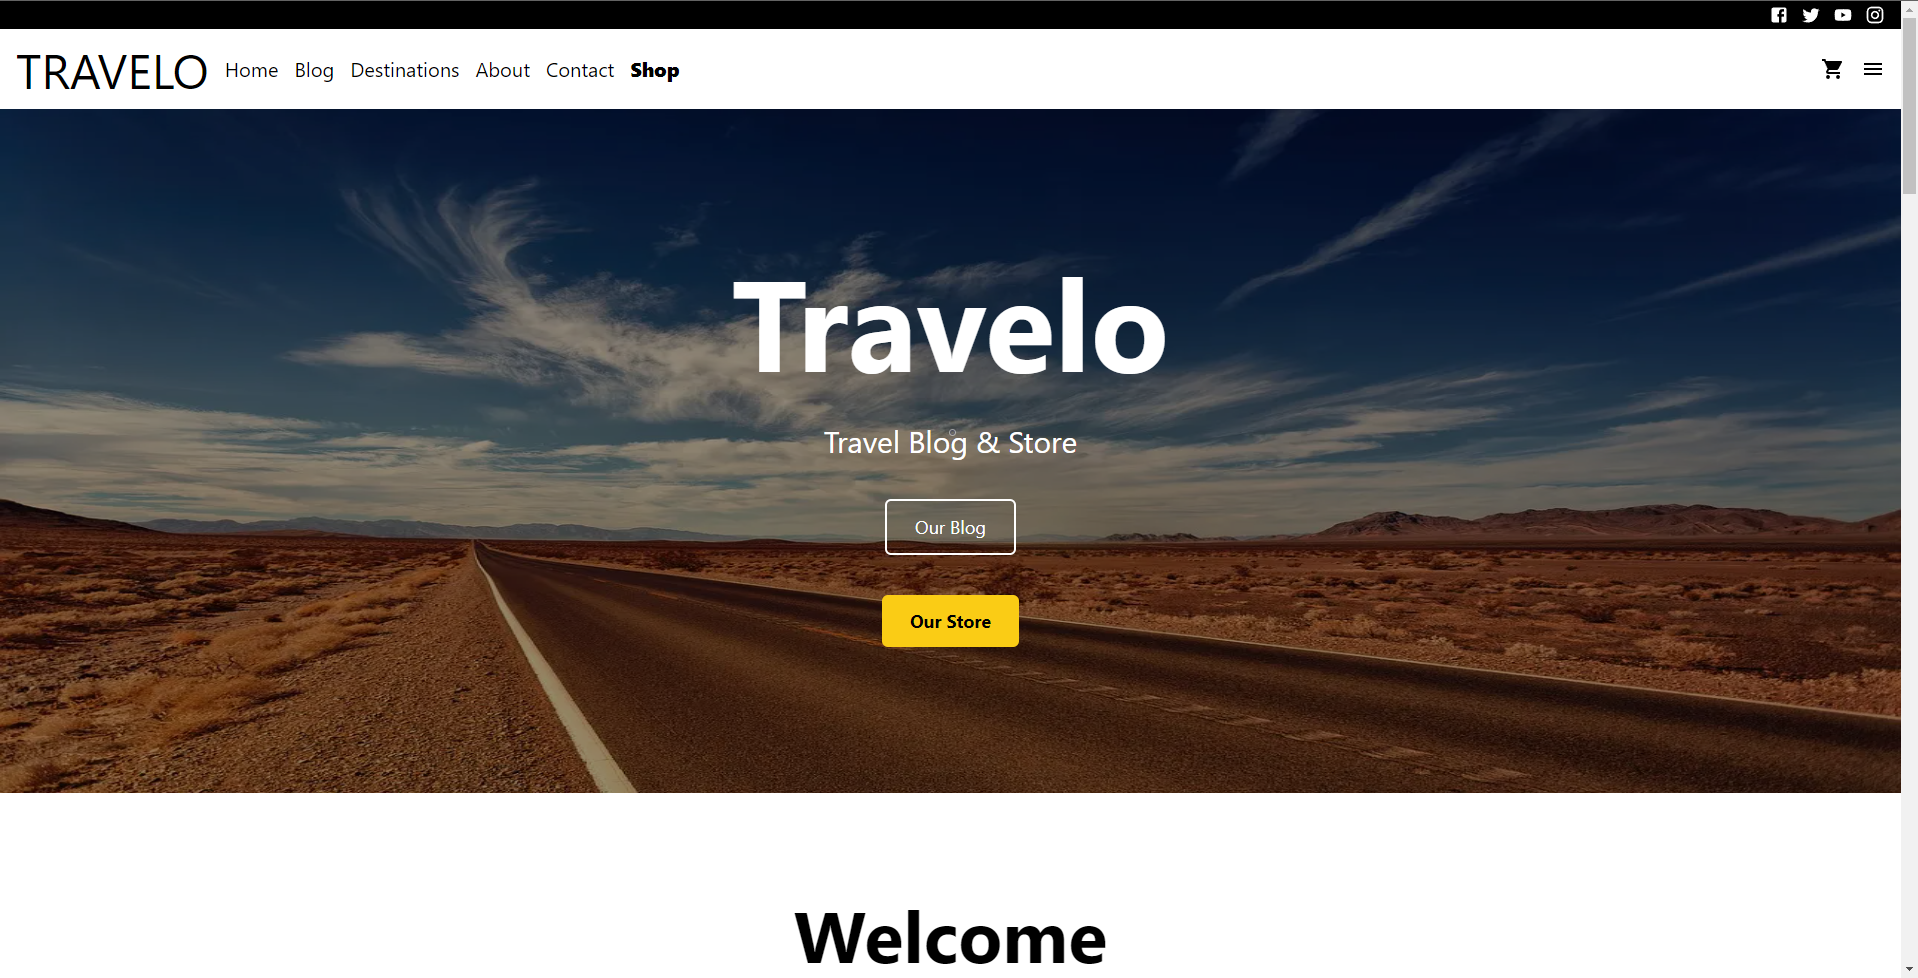 TRAVELO Home Blog Destinations About Contact Shop
Travelo
Travel Blog & Store
Our Blog
Our Store
Welcome